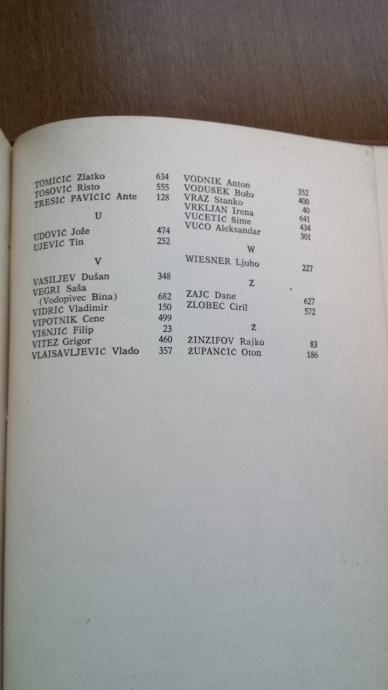 TOMIČIĆ Zlatko 634
TOŠOVIĆ Risto 555
TRESIĆ PAVIČIĆ Ante 128
U
UDOVIČ Jože 474
UJEVIĆ Tin 252
V
VASILJEV Dušan 348
VEGRI Saša
(Vodopivec Bina) 682
VIDRIĆ Vladimir 150
VIPOTNIK Cene 499
VIŠNJIĆ Filip 23
VITEZ Grigor 460
VLAISAVLJEVIĆ Vlado 357
VODNIK Anton 352
VODUŠEK Božo 400
VRAZ Stanko 40
VRKLJAN Irena 641
VUČETIĆ Šime 434
VUČO Aleksandar 301
W
WIESNER Ljubo 227
Z
ZAJC Dane 627
ZLOBEC Ciril 572
Ž
ŽINZIFOV Rajko 83
ŽUPANČIČ Oton 186